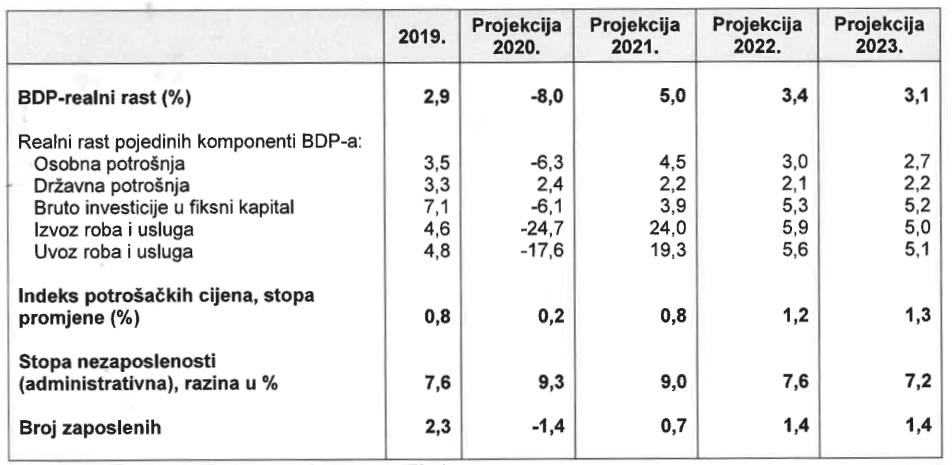 2019. Projekcija 2020. Projekcija 2021. Projekcija 2022. Projekcija 2023.
BDP-realni rast (%) 2,9 -8,0 5,0 3,4 3,1
Realni rast pojedinih komponenti BDP-a:
Osobna potrošnja 3,5 -6,3 4,5 3,0 2,7
Državna potrošnja 3,3 2,4 2,2 2,1 2,2
Bruto investicije u fiksni kapital 7,1 -6,1 3,9 5,3 5,2
Izvoz roba i usluga 4,6 -24,7 24,0 5,9 5,0
Uvoz roba i usluga 4,8 -17,6 19,3 5,6 5,1
Indeks potrošačkih cijena, stopa
promjene (%) 0,8 0,2 0,8 1,2 1,3
Stopa nezaposlenosti
(administrativna), razina u % 7,6 9,3 9,0 7,6 7,2
Broj zaposlenih 2,3 -1,4 0,7 1,4 1,4